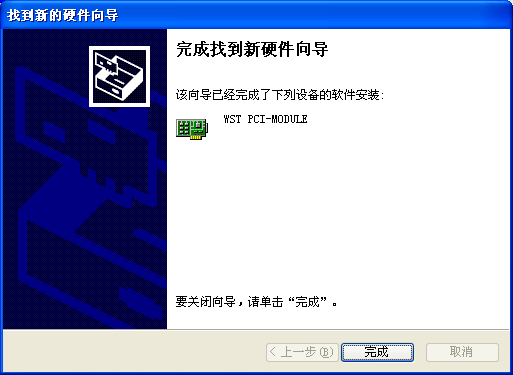 找到新的硬件向导
完成找到新硬件向导
该向导已经完成了下列设备的软件安装:
WST PCI-MODULE
要关闭向导，请单击“完成”。
< 上一步(B)
完成
取消